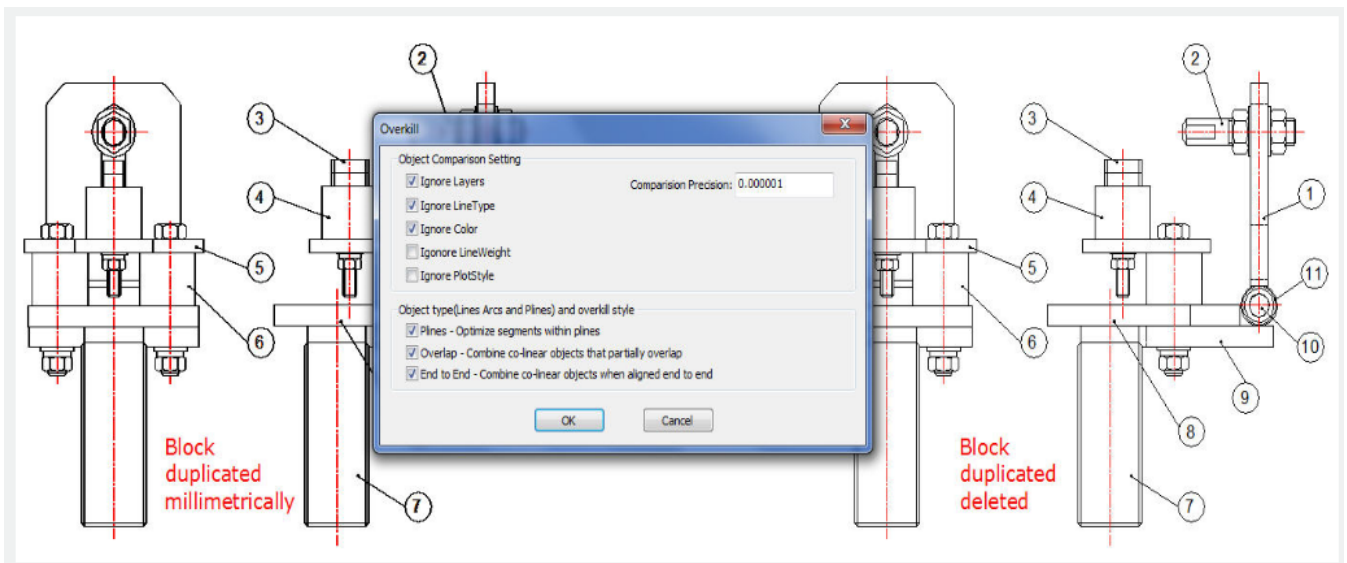 2
3
4
5
6
7
Block
duplicated
millimetrically
Overkill
X
Object Comparison Setting
Ignore Layers
Comparision Precision: 0.000001
Ignore LineType
Ignore Color
Igonore LineWeight
Ignore PlotStyle
Object type(Lines Arcs and Plines) and overkill style
Plines - Optimize segments within plines
Overlap - Combine co-linear objects that partially overlap
End to End - Combine co-linear objects when aligned end to end
OK Cancel
2
3
4
1
5
11
6
10
9
8
7
Block
duplicated
deleted